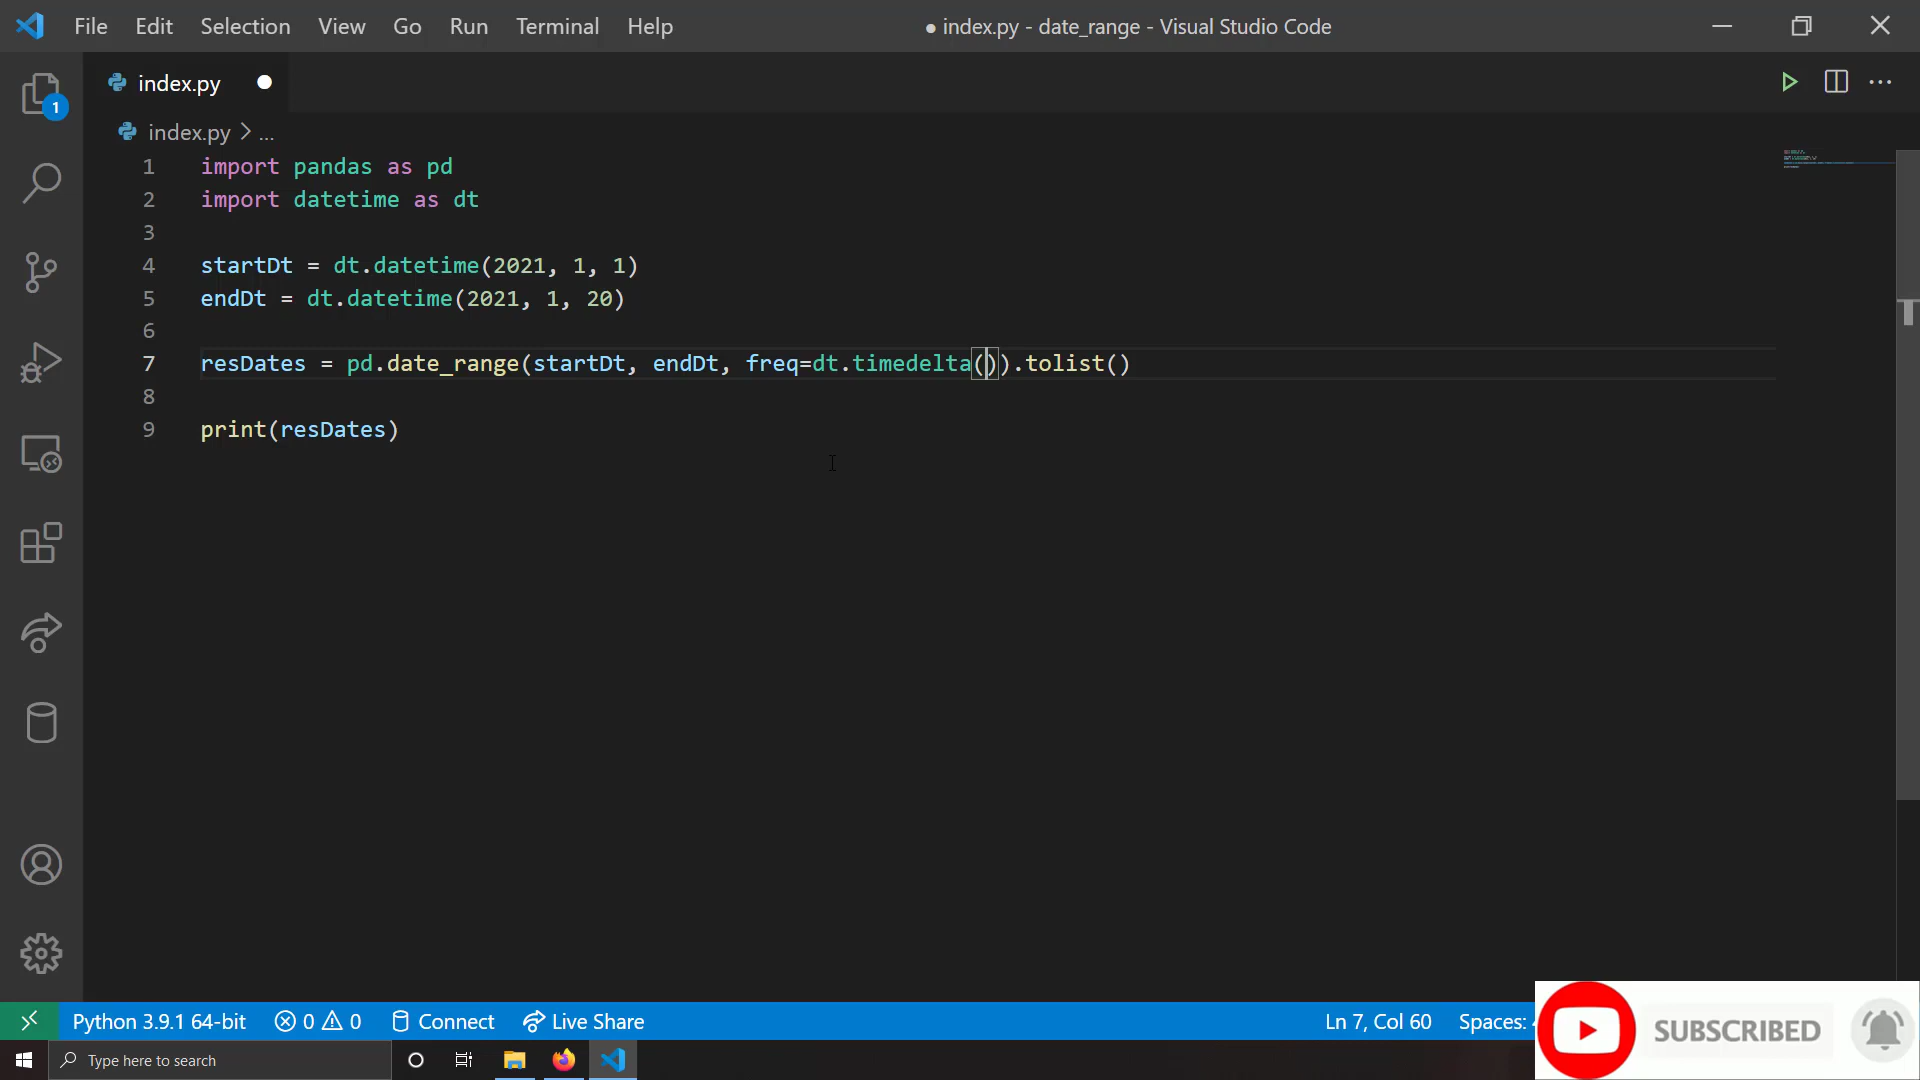 File Edit Selection View Go Run Terminal Help
● index.py - date_range - Visual Studio Code
index.py
1
index.py > ...
1 import pandas as pd
2 import datetime as dt
3
4 startDt = dt.datetime(2021, 1, 1)
5 endDt = dt.datetime(2021, 1, 20)
6
7 resDates = pd.date_range(startDt, endDt, freq=dt.timedelta()).tolist()
8
9 print(resDates)
Python 3.9.1 64-bit 0 0 Connect Live Share Ln 7, Col 60 Spaces:
SUBSCRIBED
Type here to search